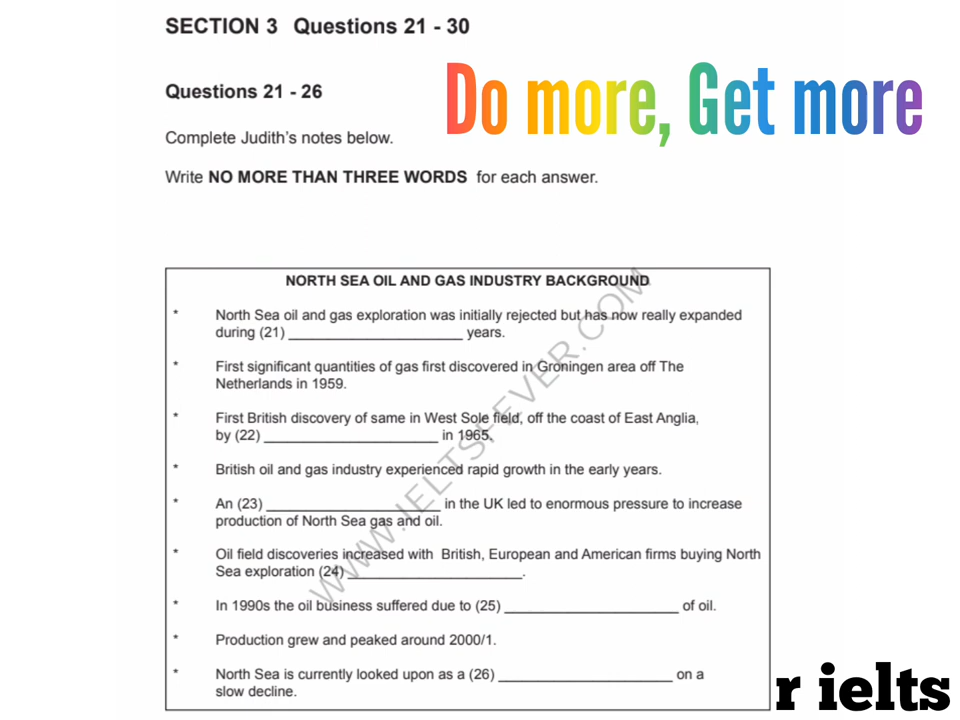 SECTION 3 Questions 21 - 30
Do more, Get more
Questions 21 - 26
Complete Judith's notes below.
Write NO MORE THAN THREE WORDS for each answer.
NORTH SEA OIL AND GAS INDUSTRY BACKGROUND
* North Sea oil and gas exploration was initially rejected but has now really expanded
during (21) ______________________ years.
* First significant quantities of gas first discovered in Groningen area off The
Netherlands in 1959.
* First British discovery of same in West Sole field, off the coast of East Anglia,
by (22) ______________________ in 1965.
* British oil and gas industry experienced rapid growth in the early years.
* An (23) ______________________ in the UK led to enormous pressure to increase
production of North Sea gas and oil.
* Oil field discoveries increased with British, European and American firms buying North
Sea exploration (24) ______________________.
* In 1990s the oil business suffered due to (25) ______________________ of oil.
* Production grew and peaked around 2000/1.
* North Sea is currently looked upon as a (26) ______________________ on a
slow decline.
WWW.IELTSFEVER.COM
r ielts